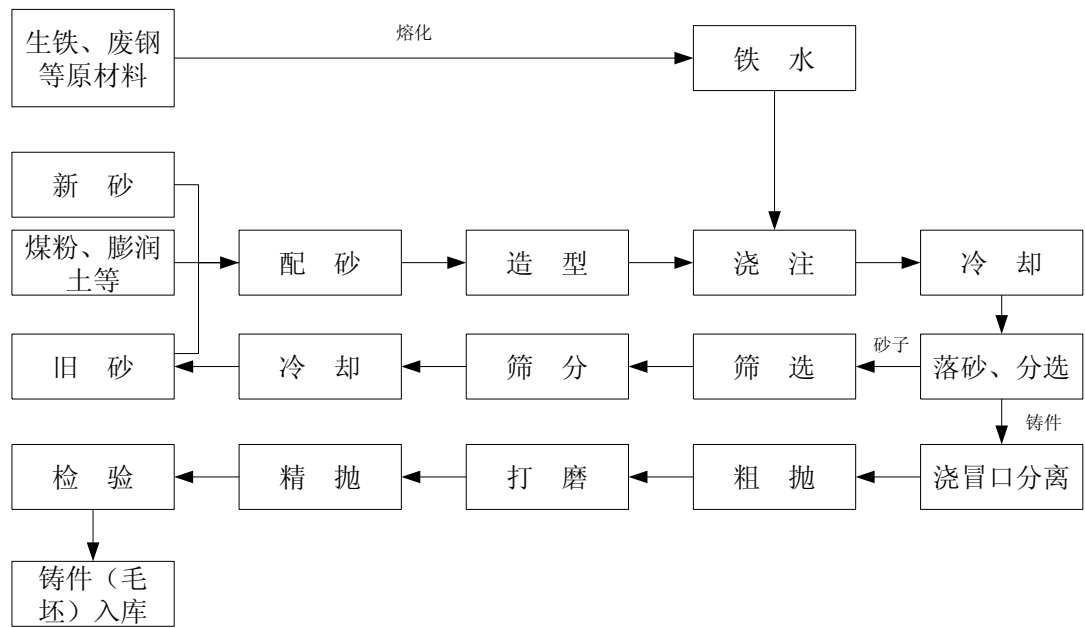 生铁、废钢
等原材料
熔化
铁 水
新 砂
煤粉、膨润
土等
配 砂
造 型
浇 注
冷 却
旧 砂
冷 却
筛 分
筛 选
砂子
落砂、分选
铸件
检 验
精 抛
打 磨
粗 抛
浇冒口分离
铸件（毛
坯）入库